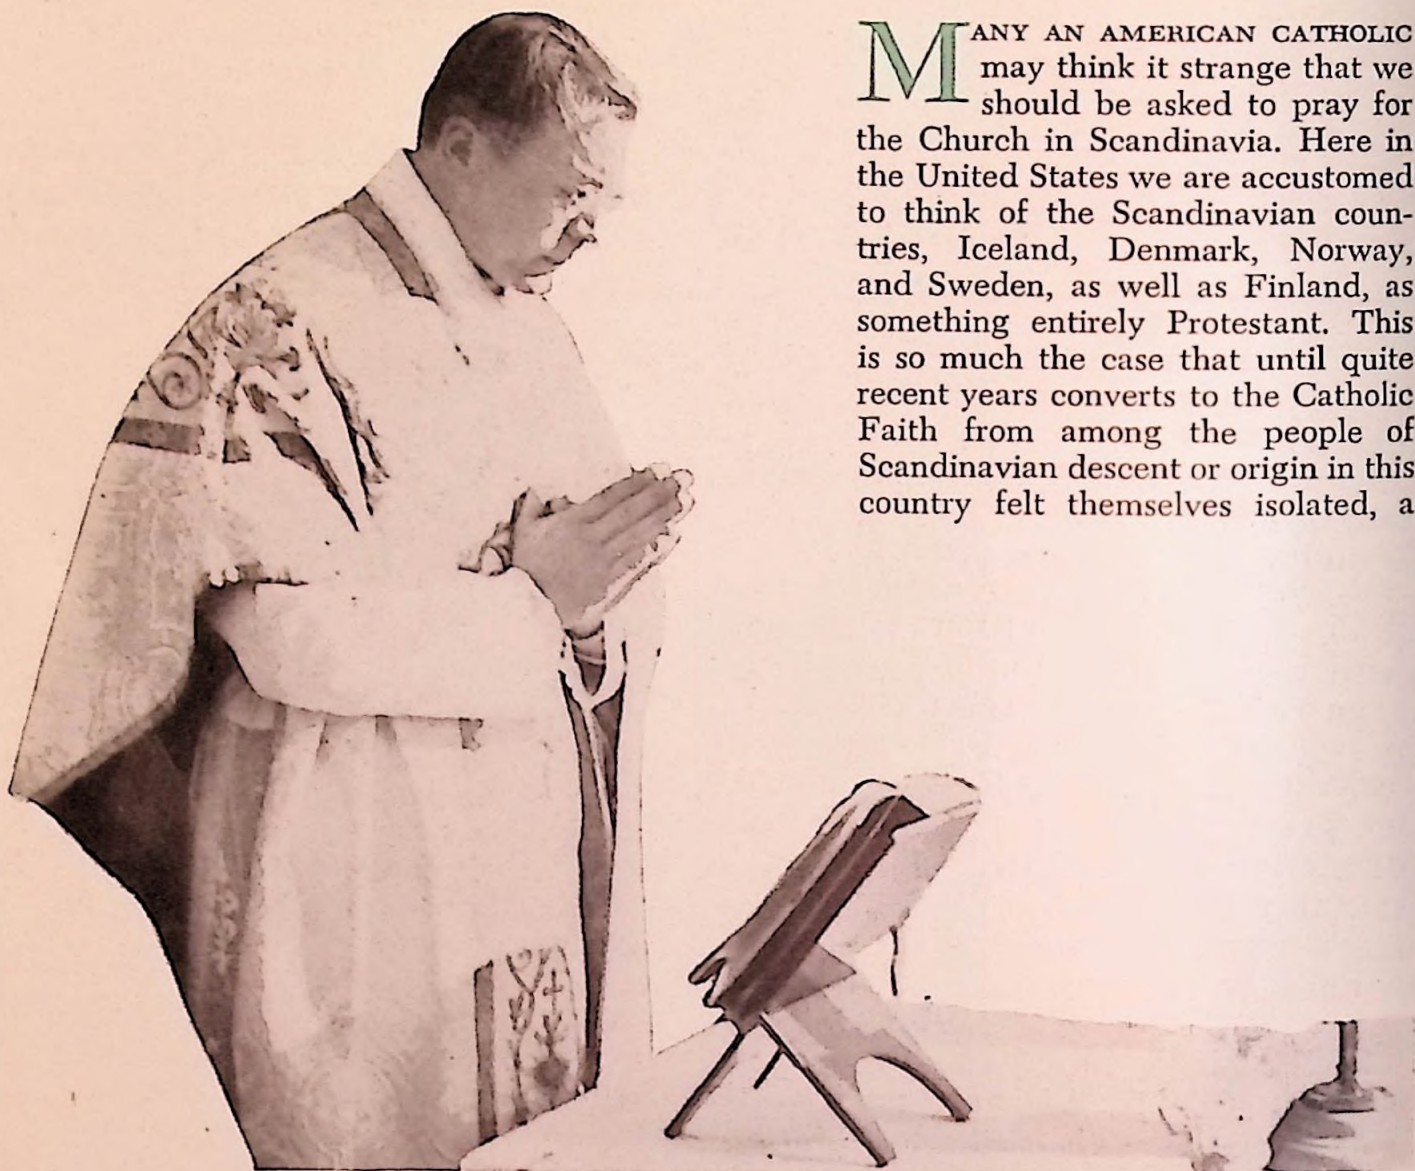 MANY AN AMERICAN CATHOLIC
may think it strange that we
should be asked to pray for
the Church in Scandinavia. Here in
the United States we are accustomed
to think of the Scandinavian coun-
tries, Iceland, Denmark, Norway,
and Sweden, as well as Finland, as
something entirely Protestant. This
is so much the case that until quite
recent years converts to the Catholic
Faith from among the people of
Scandinavian descent or origin in this
country felt themselves isolated, a